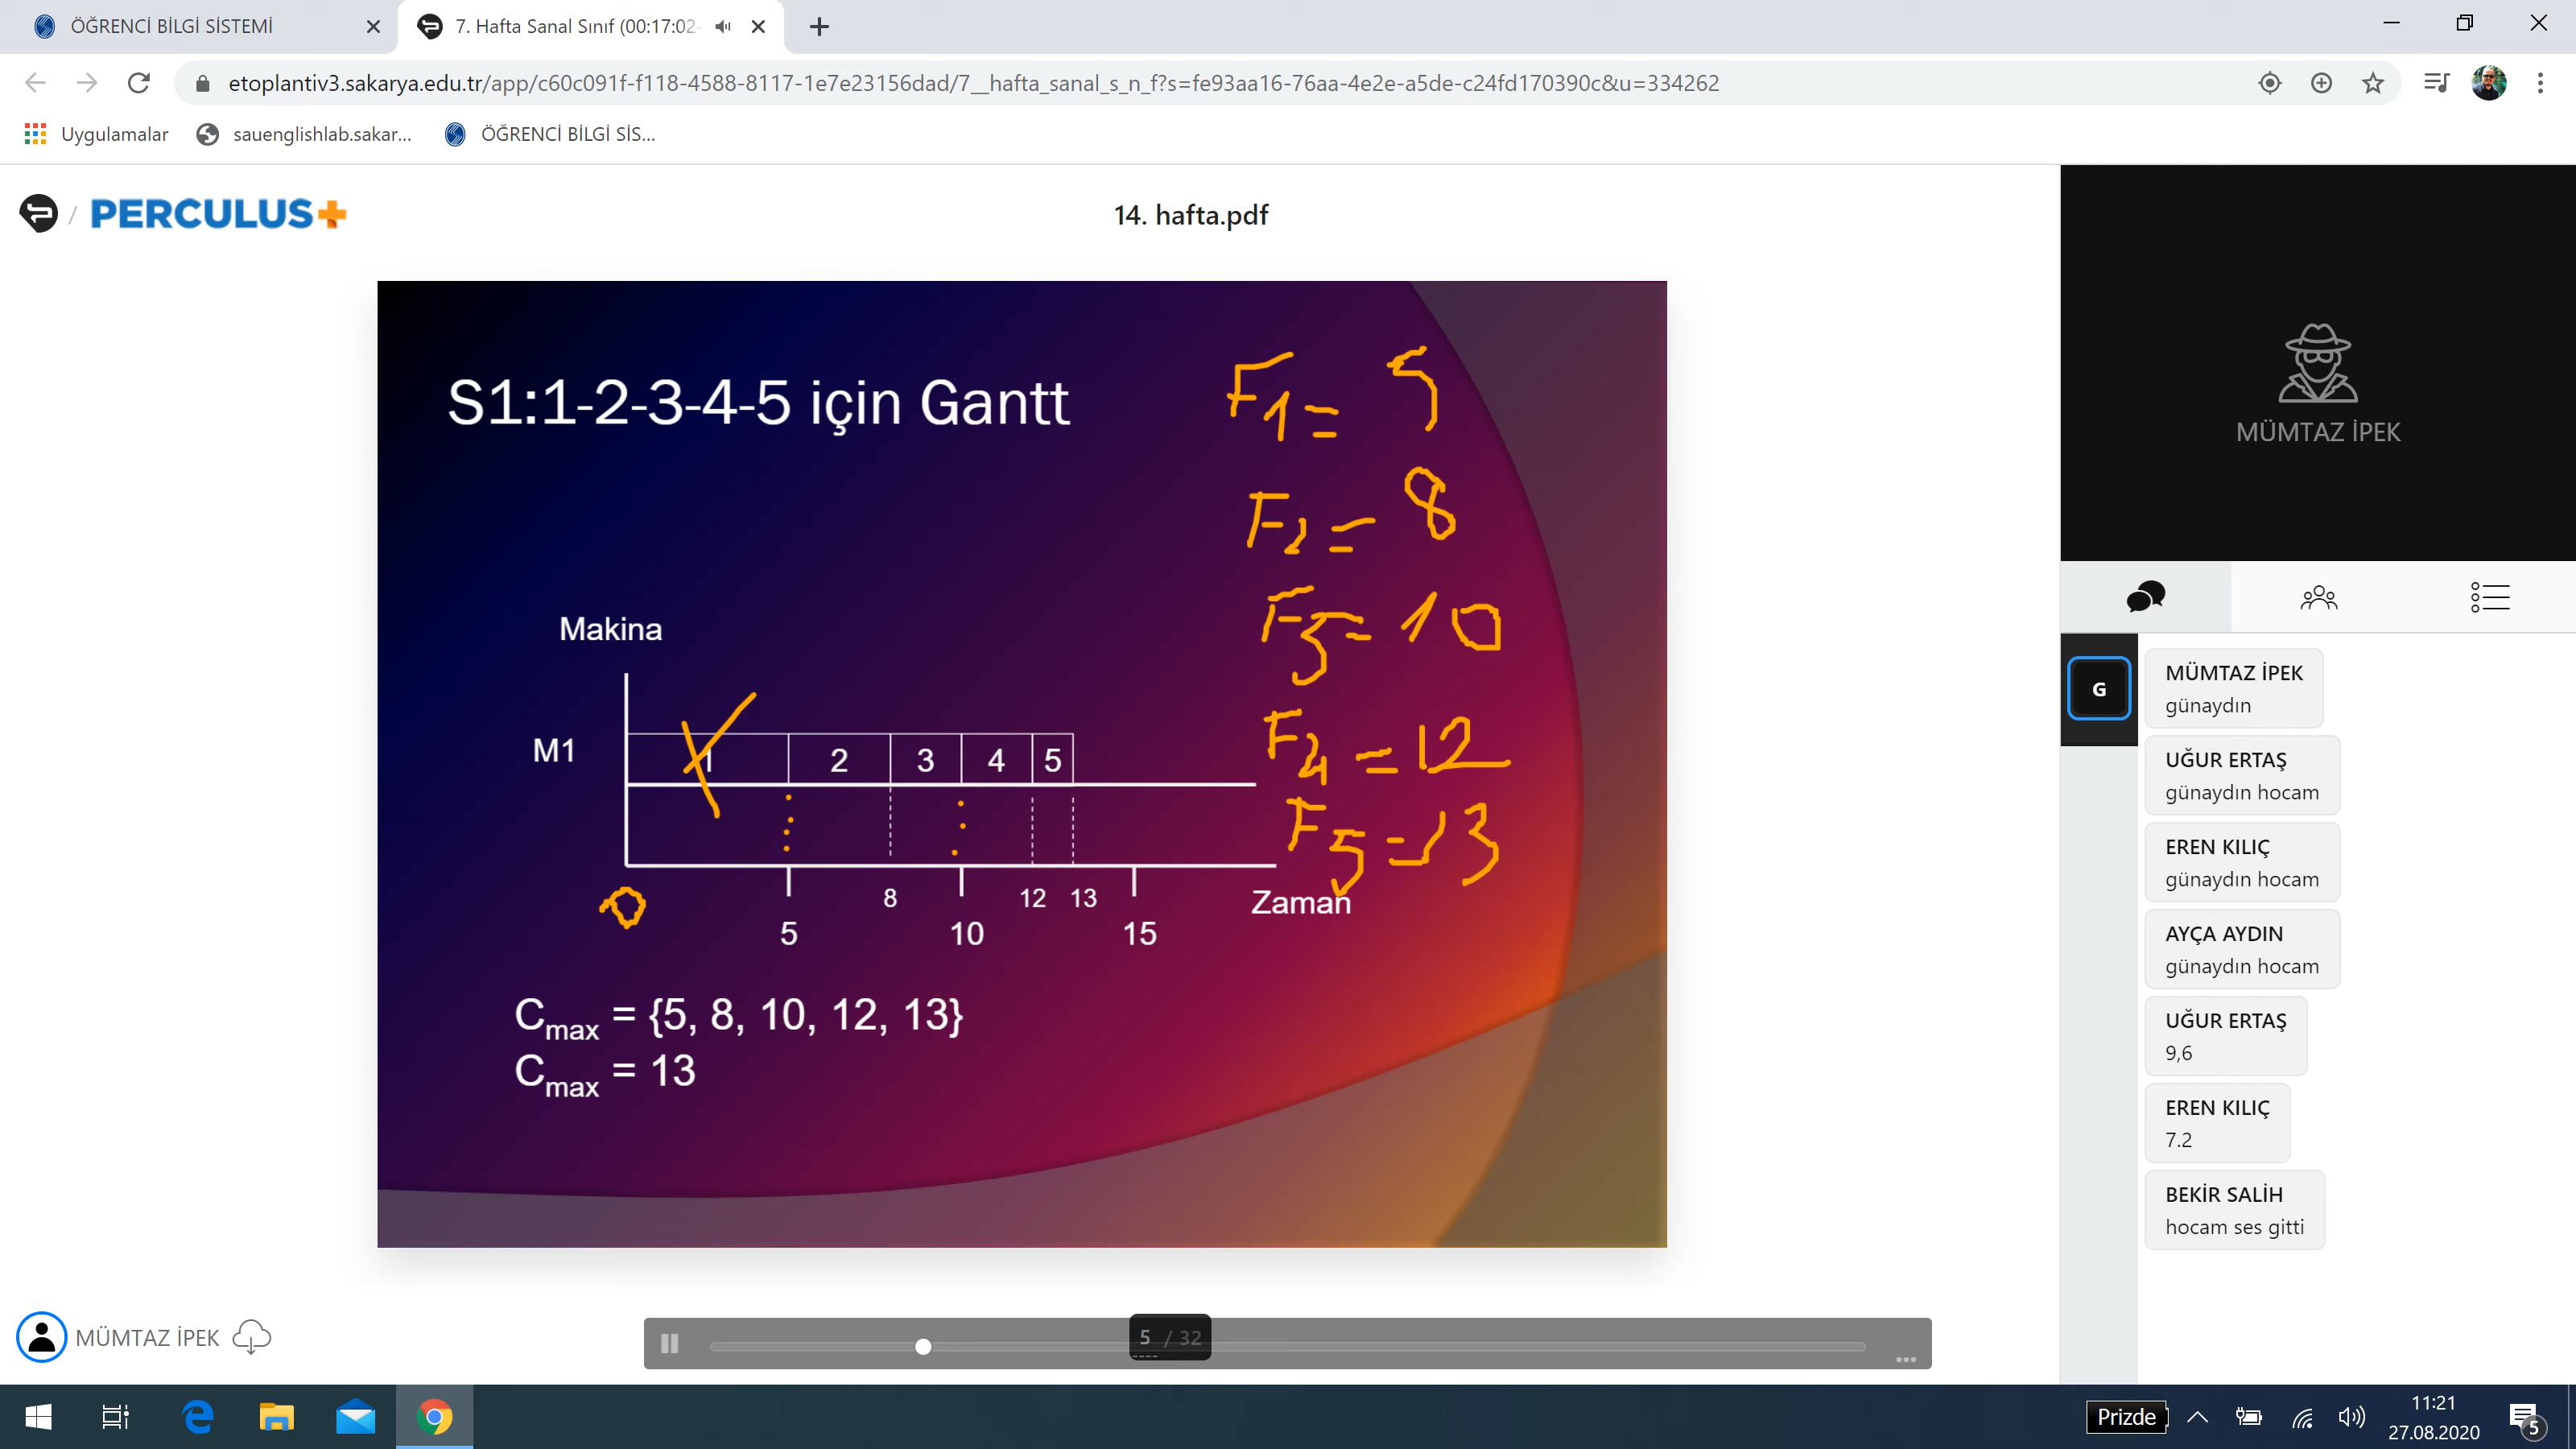 ÖĞRENCİ BİLGİ SİSTEMİ
7. Hafta Sanal Sınıf (00:17:02
etoplantiv3.sakarya.edu.tr/app/c60c091f-f118-4588-8117-1e7e23156dad/7__hafta_sanal_s_n_f?s=fe93aa16-76aa-4e2e-a5de-c24fd170390c&u=334262
Uygulamalar sauenglishlab.sakar... ÖĞRENCİ BİLGİ SİS...
/ PERCULUS+
14. hafta.pdf
S1:1-2-3-4-5 için Gantt
F1 = 5
F2 = 8
F3 = 10
F4 = 12
F5 = 13
Makina
M1 1 2 3 4 5
0 8 12 13 Zaman
5 10 15
Cmax = {5, 8, 10, 12, 13}
Cmax = 13
MÜMTAZ İPEK
G
MÜMTAZ İPEK
günaydın
UĞUR ERTAŞ
günaydın hocam
EREN KILIÇ
günaydın hocam
AYÇA AYDIN
günaydın hocam
UĞUR ERTAŞ
9,6
EREN KILIÇ
7.2
BEKİR SALİH
hocam ses gitti
MÜMTAZ İPEK
5 / 32
Prizde
11:21
27.08.2020
5